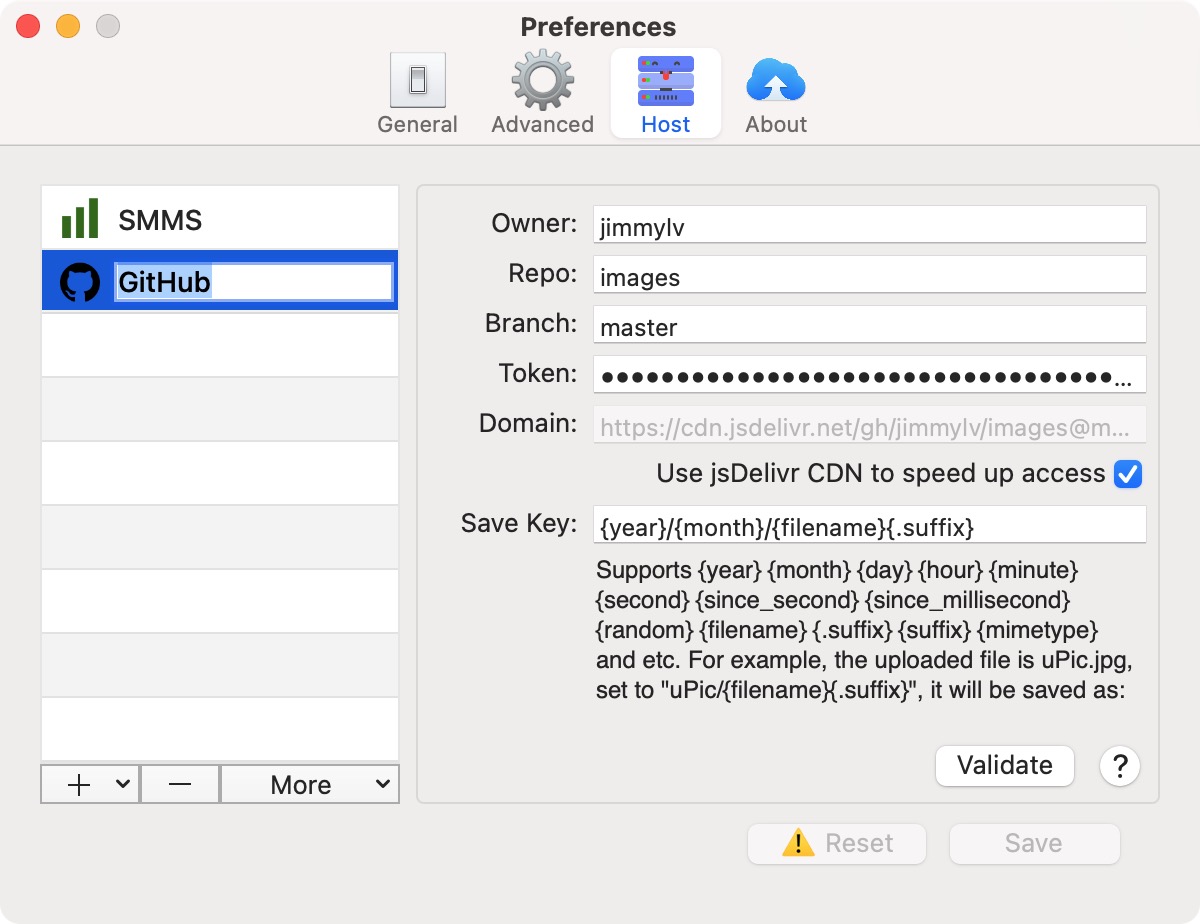 Preferences
General
Advanced
Host
About
SMMS
GitHub
More
Owner:
jimmylv
Repo:
images
Branch:
master
Token:
●●●●●●●●●●●●●●●●●●●●●●●●●●●●●●●●●●...
Domain:
https://cdn.jsdelivr.net/gh/jimmylv/images@m...
Use jsDelivr CDN to speed up access
Save Key:
{year}/{month}/{filename}{.suffix}
Supports {year} {month} {day} {hour} {minute}
{second} {since_second} {since_millisecond}
{random} {filename} {.suffix} {suffix} {mimetype}
and etc. For example, the uploaded file is uPic.jpg,
set to "uPic/{filename}{.suffix}", it will be saved as:
Validate
?
Reset
Save